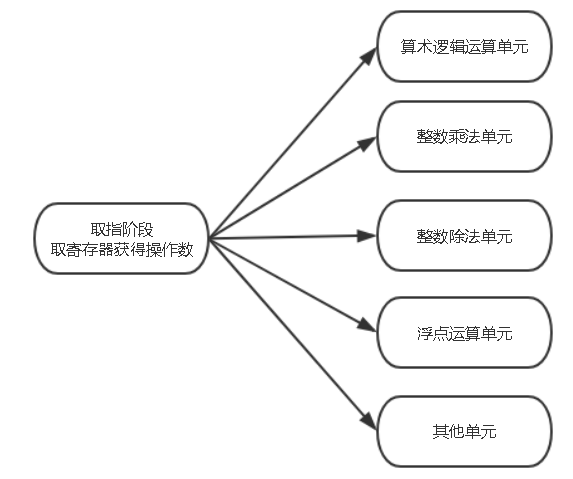 取指阶段
取寄存器获得操作数
算术逻辑运算单元
整数乘法单元
整数除法单元
浮点运算单元
其他单元